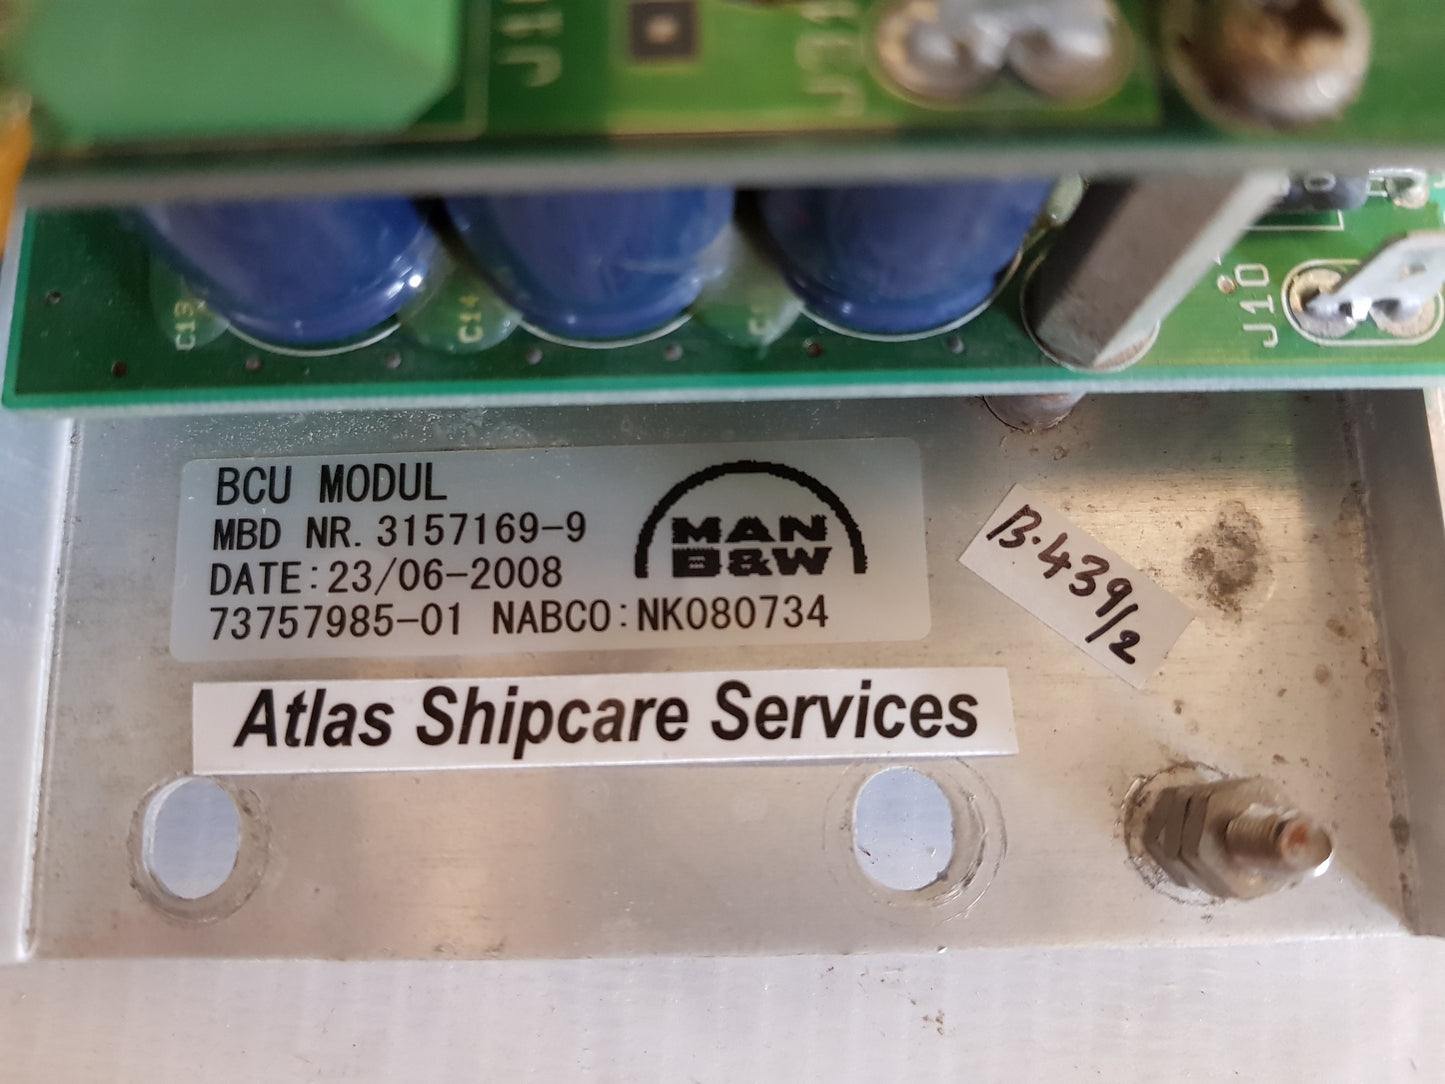 J31
C13
C14
J10
BCU MODUL
MBD NR. 3157169-9
DATE: 23/06-2008
73757985-01 NABCO: NK080734
MAN
B&W
B.439/2
Atlas Shipcare Services